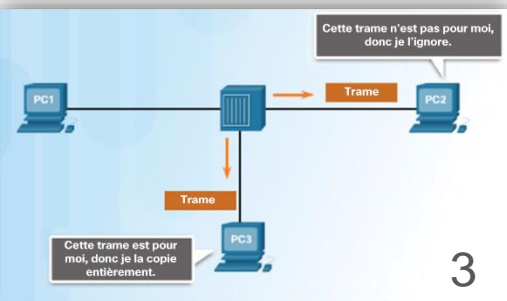 Cette trame n'est pas pour moi,
donc je l'ignore.
Trame
PC1
PC2
Trame
PC3
Cette trame est pour
moi, donc je la copie
entièrement.
3